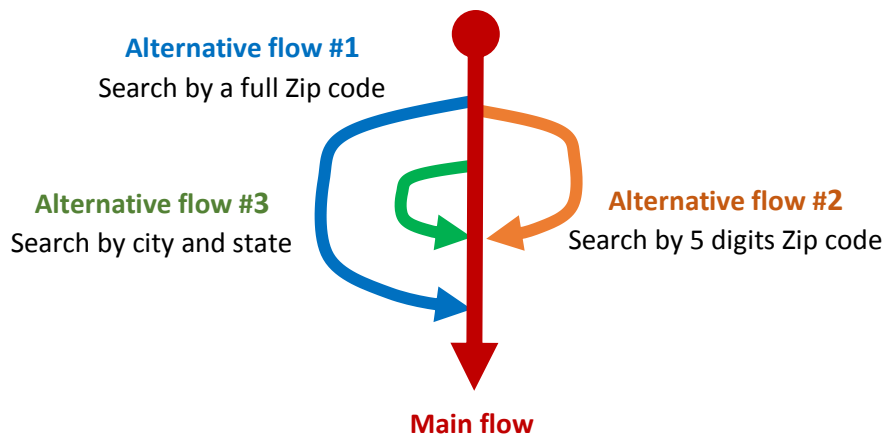 Alternative flow #1
Search by a full Zip code
Alternative flow #3
Search by city and state
Alternative flow #2
Search by 5 digits Zip code
Main flow